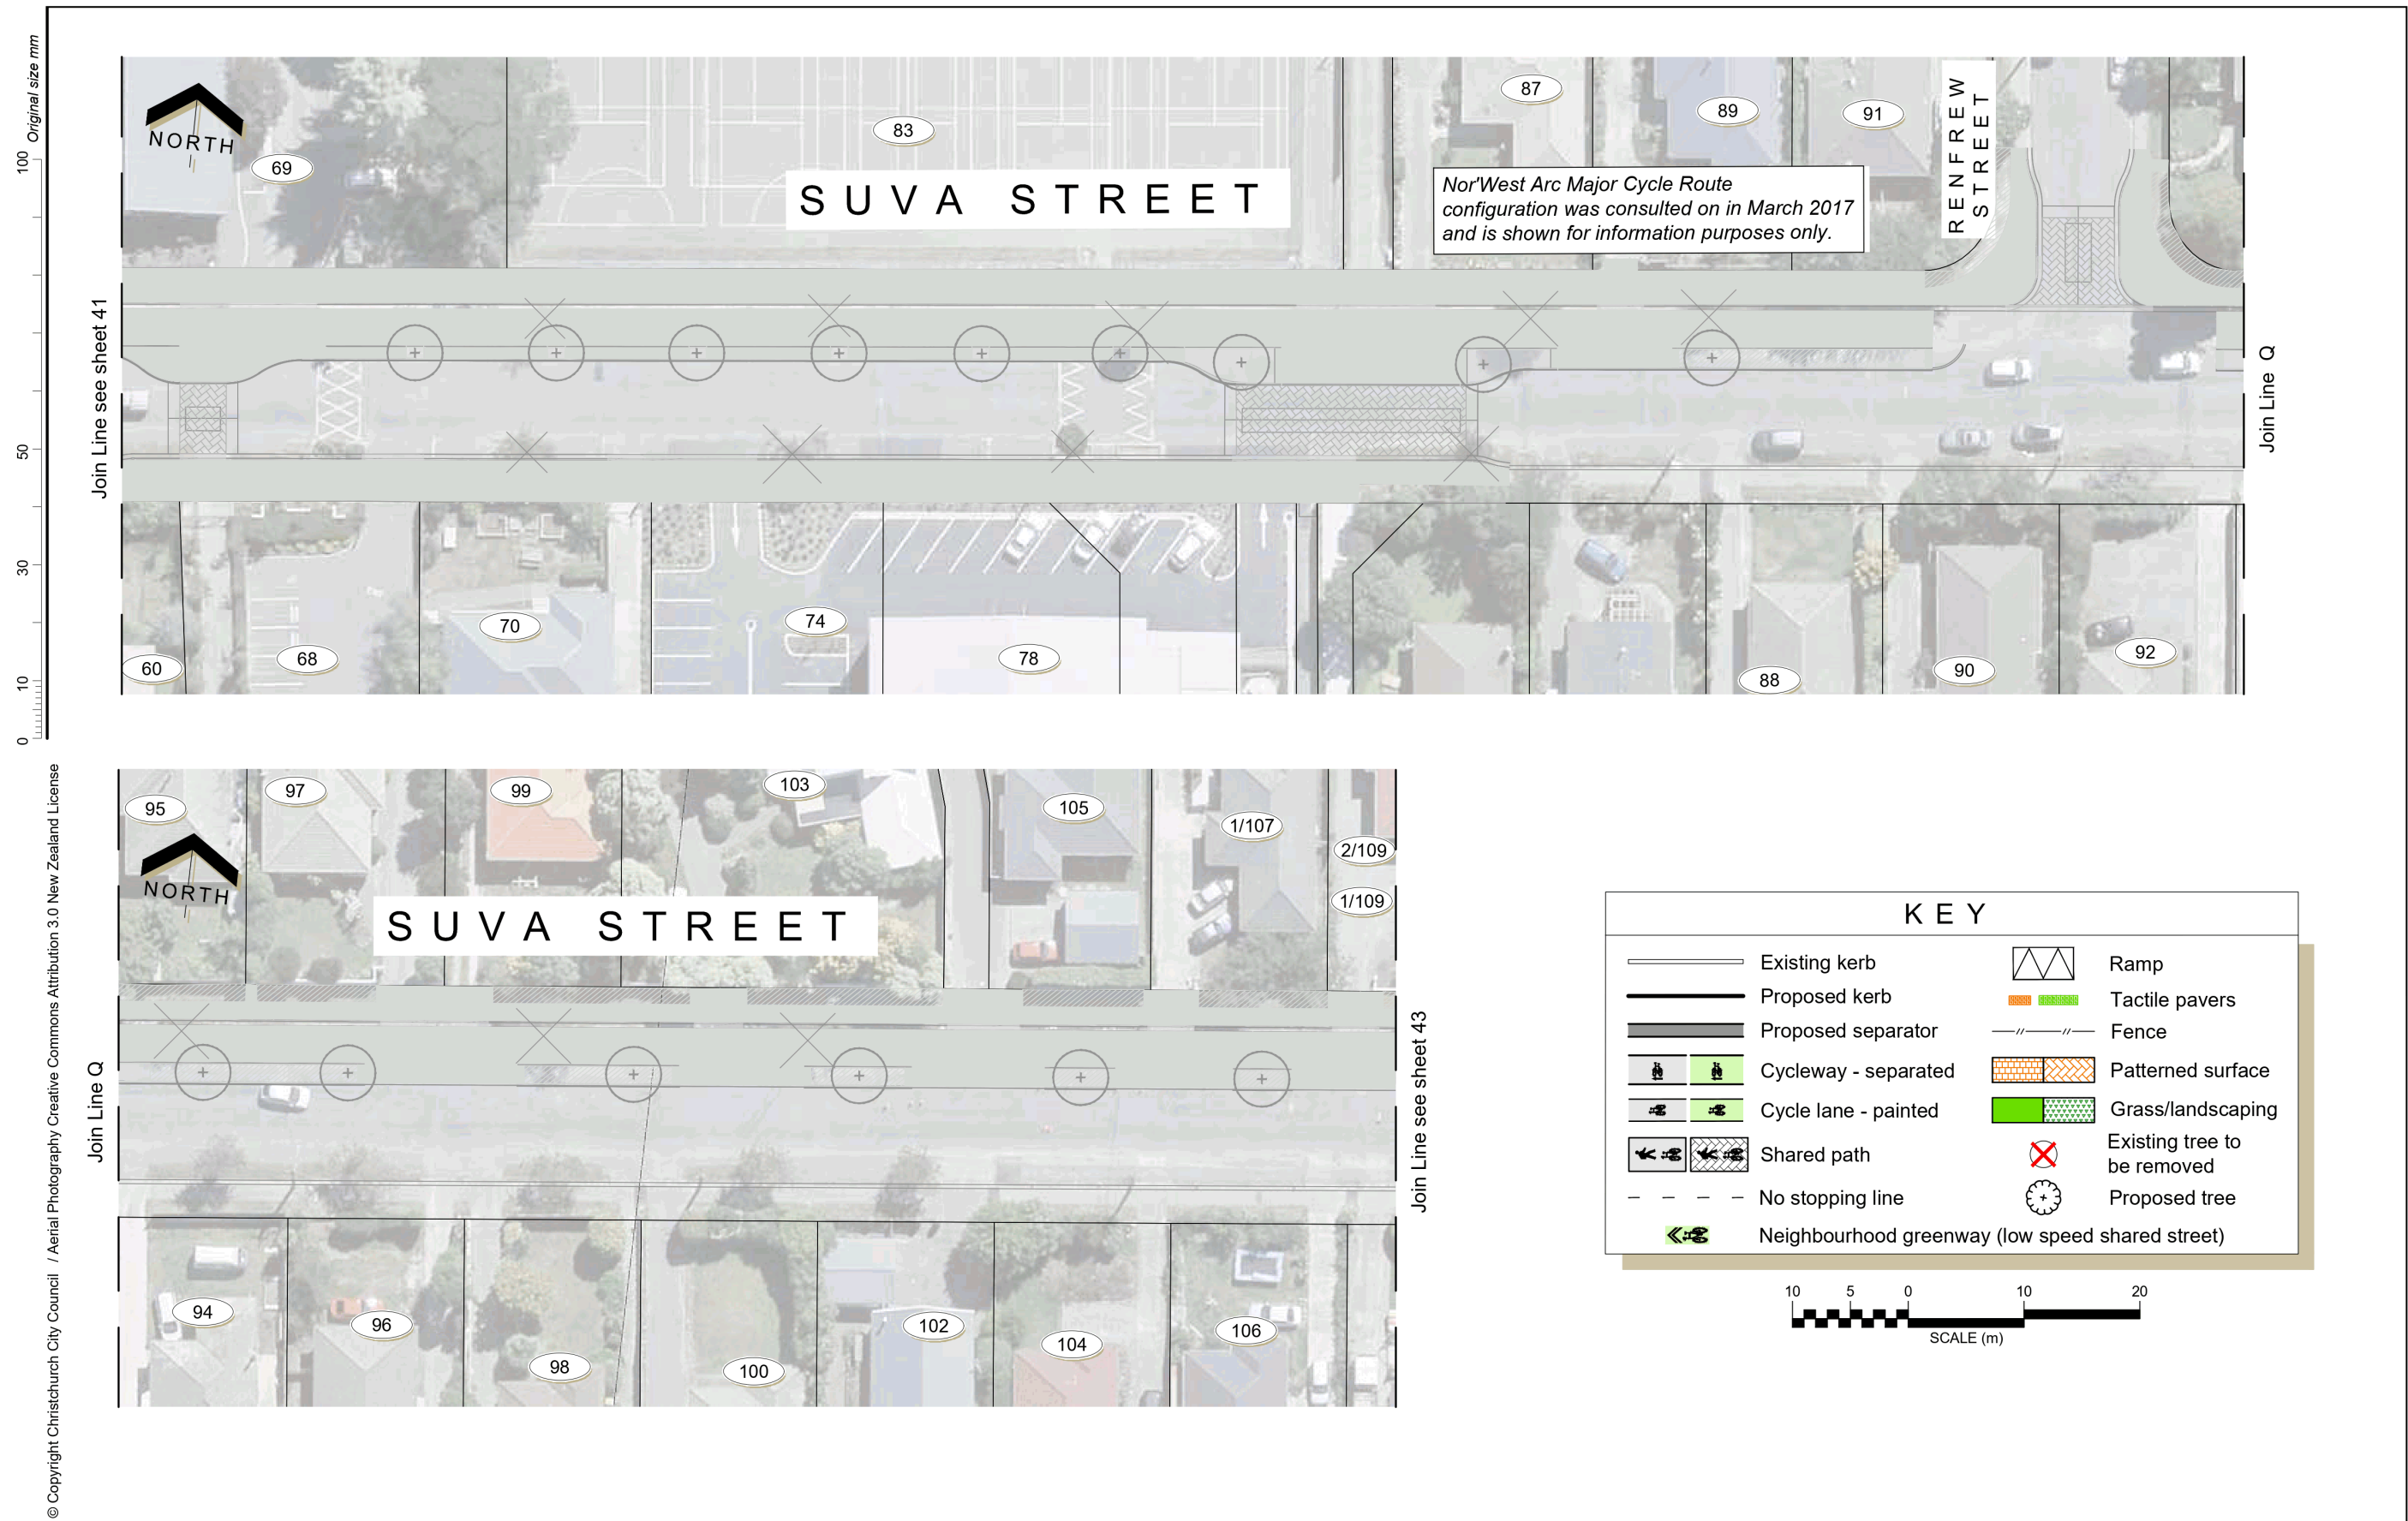 Original size mm
100
50
30
10
0
© Copyright Christchurch City Council / Aerial Photography Creative Commons Attribution 3.0 New Zealand License
NORTH
69
83
87
89
91
RENFREW
STREET
SUVA STREET
Nor'West Arc Major Cycle Route
configuration was consulted on in March 2017
and is shown for information purposes only.
Join Line see sheet 41
Join Line Q
60
68
70
74
78
88
90
92
95
97
99
103
105
1/107
2/109
1/109
NORTH
SUVA STREET
Join Line Q
Join Line see sheet 43
94
96
98
100
102
104
106
KEY
Existing kerb
Proposed kerb
Proposed separator
Cycleway - separated
Cycle lane - painted
Shared path
No stopping line
Neighbourhood greenway (low speed shared street)
Ramp
Tactile pavers
Fence
Patterned surface
Grass/landscaping
Existing tree to
be removed
Proposed tree
10 5 0 10 20
SCALE (m)